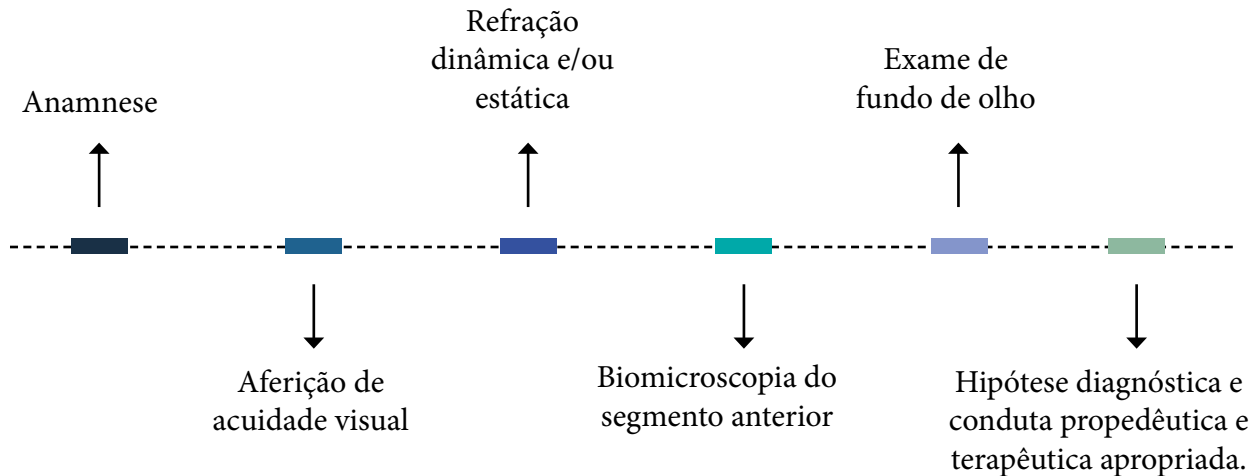 Anamnese
Aferição de
acuidade visual
Refração
dinâmica e/ou
estática
Biomicroscopia do
segmento anterior
Exame de
fundo de olho
Hipótese diagnóstica e
conduta propedêutica e
terapêutica apropriada.